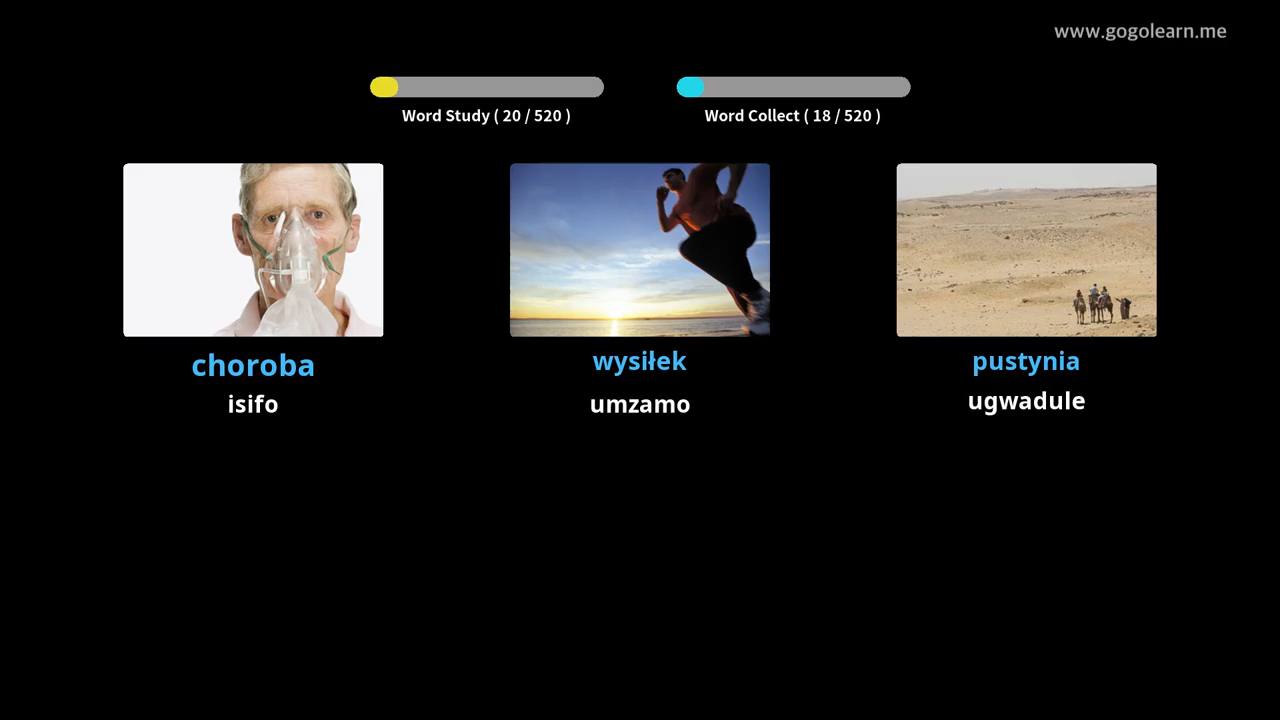 www.gogolearn.me
Word Study ( 20 / 520 )
Word Collect ( 18 / 520 )
choroba
isifo
wysiłek
umzamo
pustynia
ugwadule